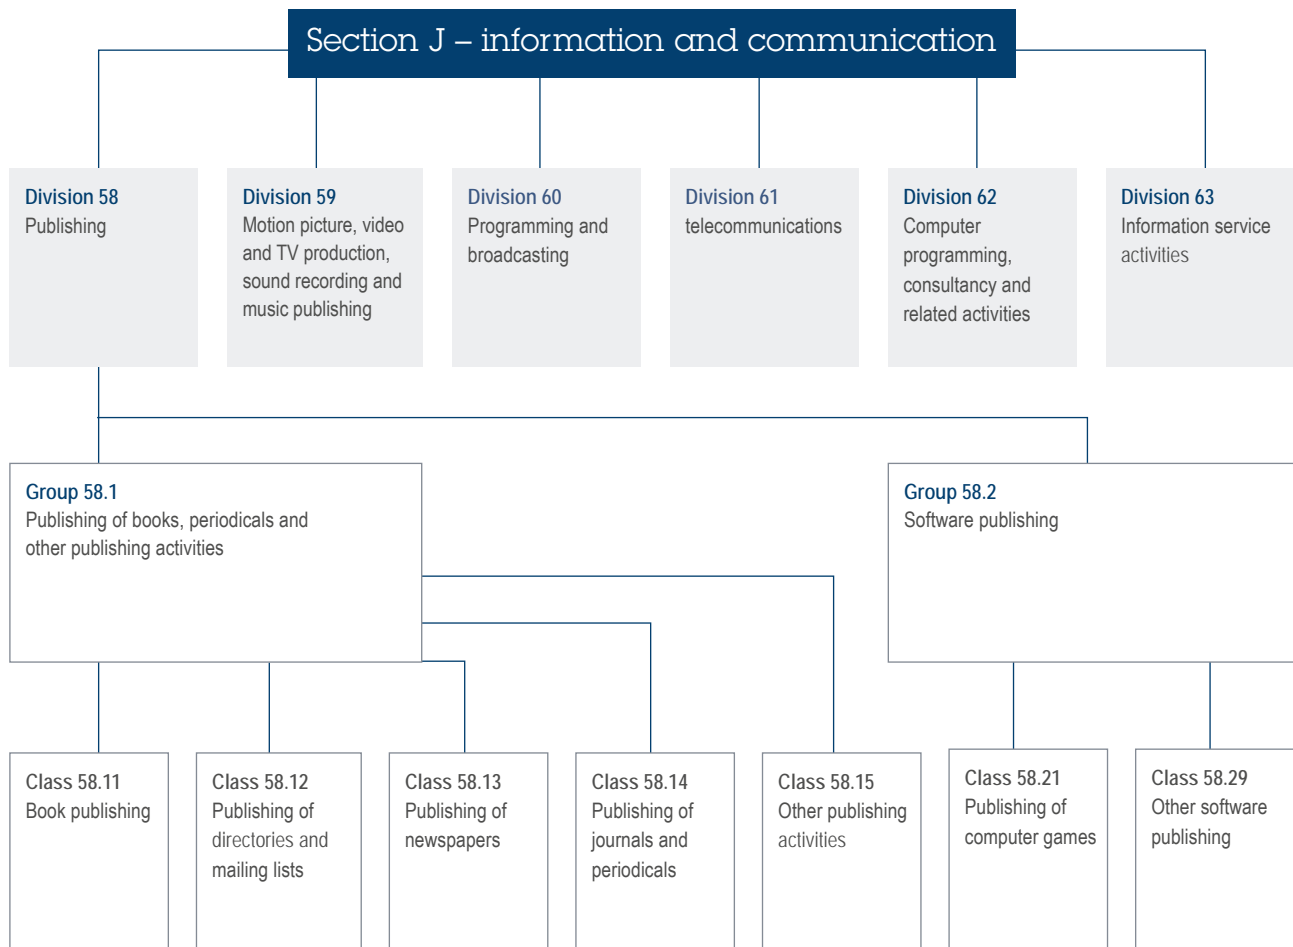 Section J – information and communication
Division 58
Publishing
Division 59
Motion picture, video
and TV production,
sound recording and
music publishing
Division 60
Programming and
broadcasting
Division 61
telecommunications
Division 62
Computer
programming,
consultancy and
related activities
Division 63
Information service
activities
Group 58.1
Publishing of books, periodicals and
other publishing activities
Group 58.2
Software publishing
Class 58.11
Book publishing
Class 58.12
Publishing of
directories and
mailing lists
Class 58.13
Publishing of
newspapers
Class 58.14
Publishing of
journals and
periodicals
Class 58.15
Other publishing
activities
Class 58.21
Publishing of
computer games
Class 58.29
Other software
publishing